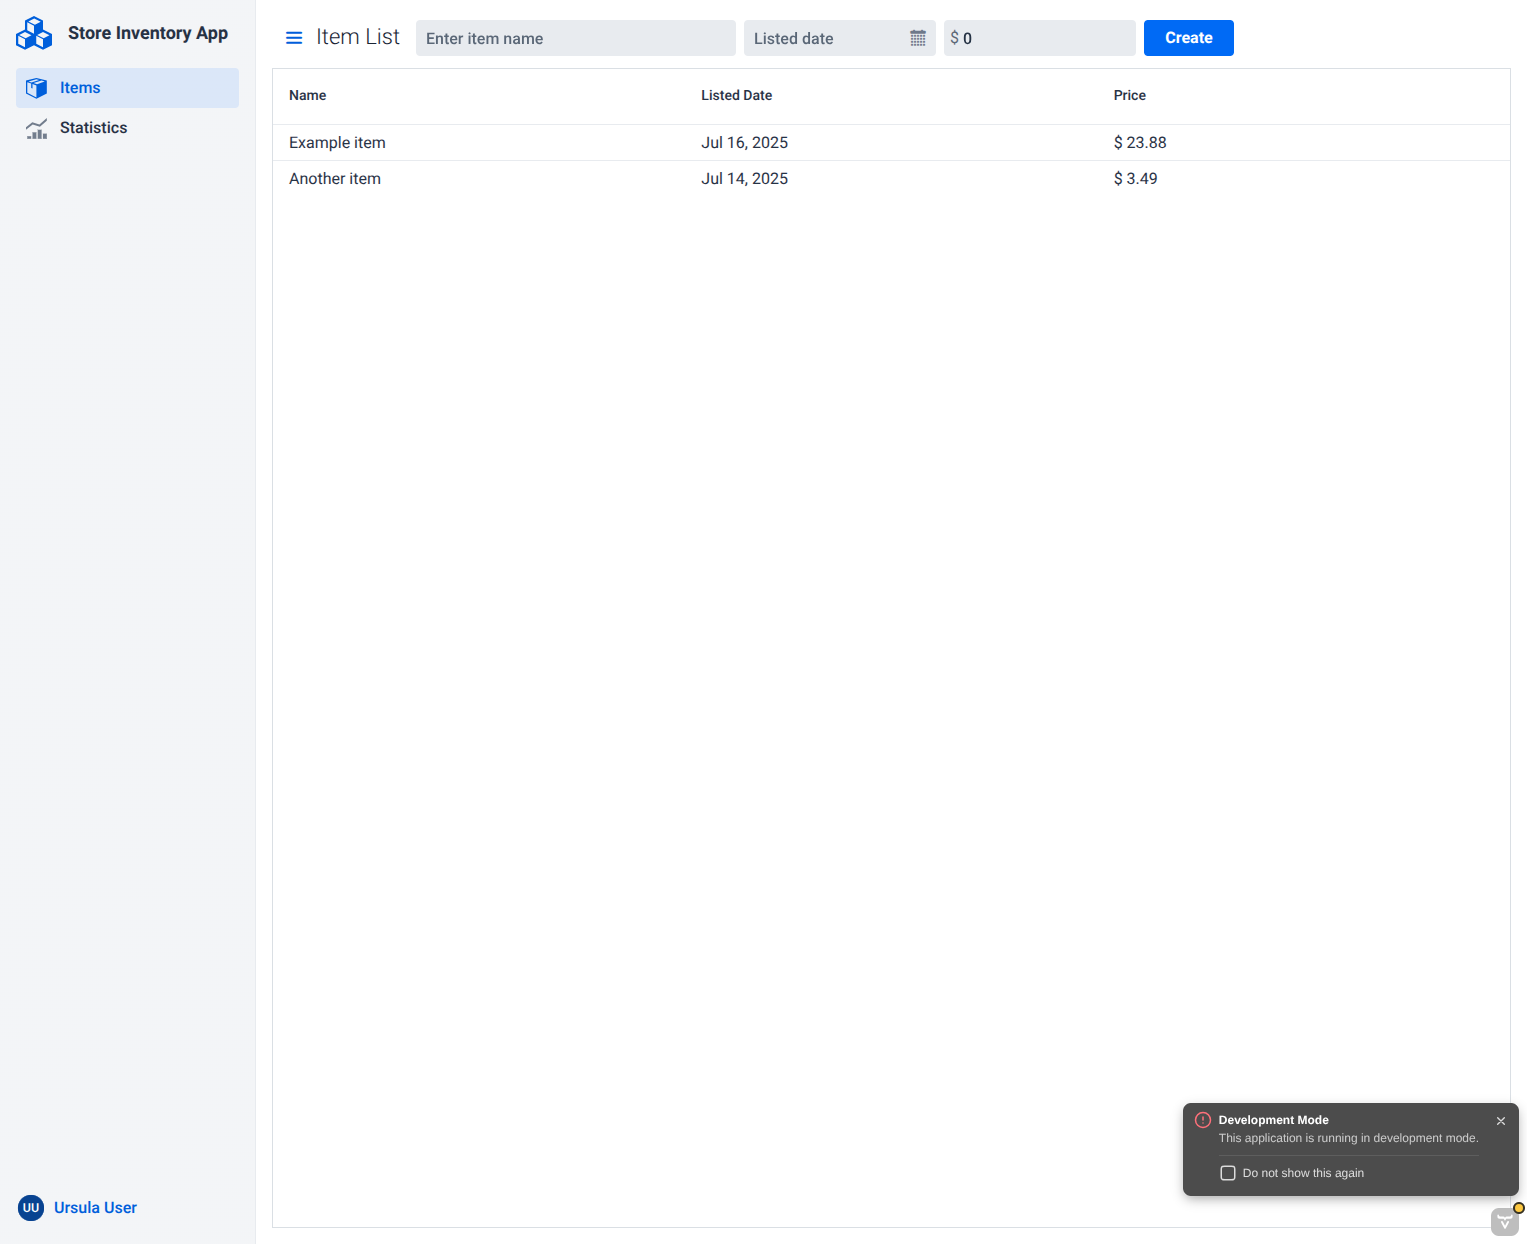 Store Inventory App
Items
Statistics
Item List
Enter item name
Listed date
$ 0
Create
Name Listed Date Price
Example item Jul 16, 2025 $ 23.88
Another item Jul 14, 2025 $ 3.49
Development Mode
This application is running in development mode.
Do not show this again
UU Ursula User